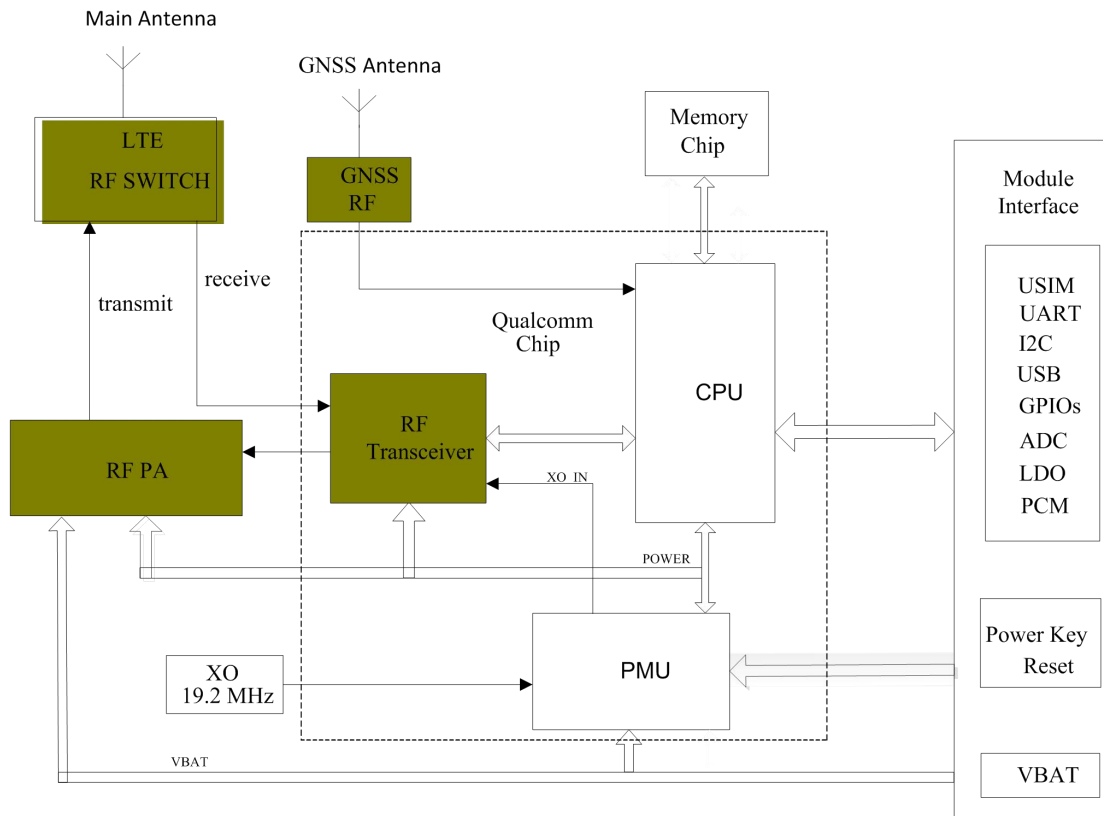 Main Antenna
GNSS Antenna
LTE
RF SWITCH
GNSS
RF
Memory
Chip
Module
Interface
transmit
receive
Qualcomm
Chip
USIM
UART
I2C
USB
GPIOs
ADC
LDO
PCM
CPU
RF
Transceiver
RF PA
XO IN
POWER
XO
19.2 MHz
PMU
Power Key
Reset
VBAT
VBAT